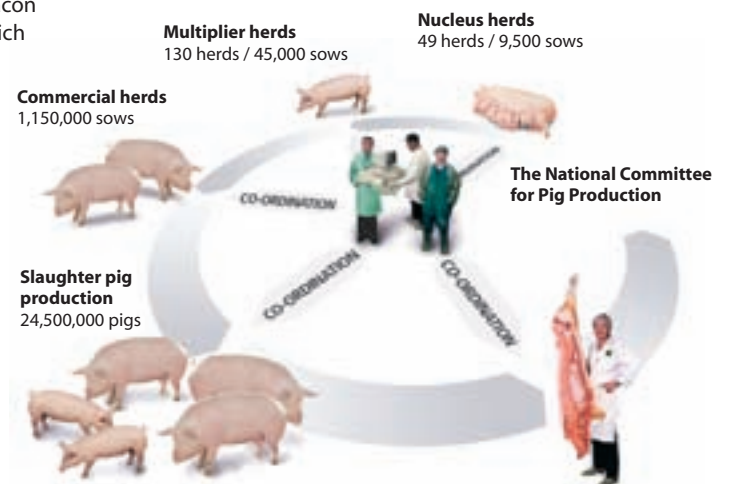 con
ich
Multiplier herds
130 herds / 45,000 sows
Nucleus herds
49 herds / 9,500 sows
Commercial herds
1,150,000 sows
The National Committee
for Pig Production
CO-ORDINATION
CO-ORDINATION
CO-ORDINATION
Slaughter pig
production
24,500,000 pigs